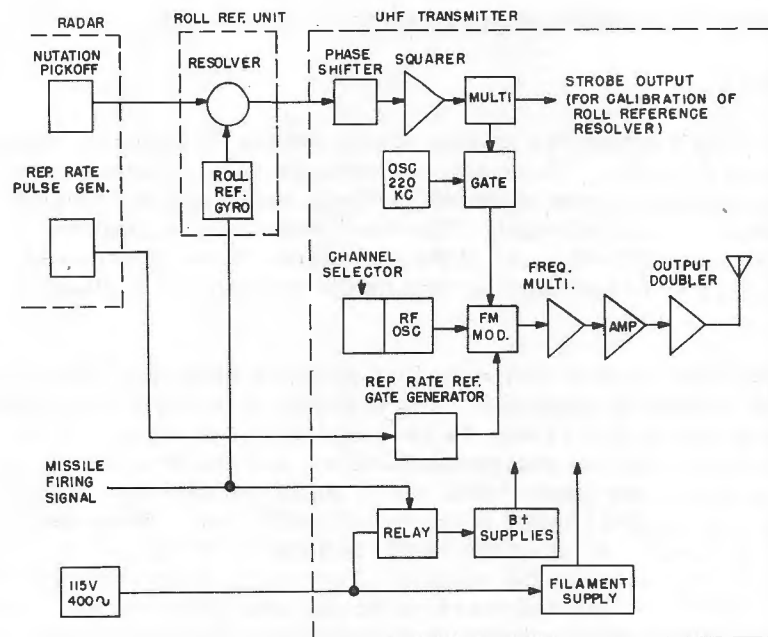 RADAR
ROLL REF. UNIT
UHF TRANSMITTER
NUTATION
PICKOFF
RESOLVER
PHASE
SHIFTER
SQUARER
MULTI
STROBE OUTPUT
(FOR CALIBRATION OF
ROLL REFERENCE
RESOLVER)
REP. RATE
PULSE GEN.
ROLL
REF.
GYRO
OSC
220
KC
GATE
CHANNEL
SELECTOR
RF
OSC
FM
MOD.
FREQ.
MULTI.
AMP
OUTPUT
DOUBLER
REP RATE REF.
GATE GENERATOR
MISSILE
FIRING
SIGNAL
RELAY
B+
SUPPLIES
115V
400~
FILAMENT
SUPPLY